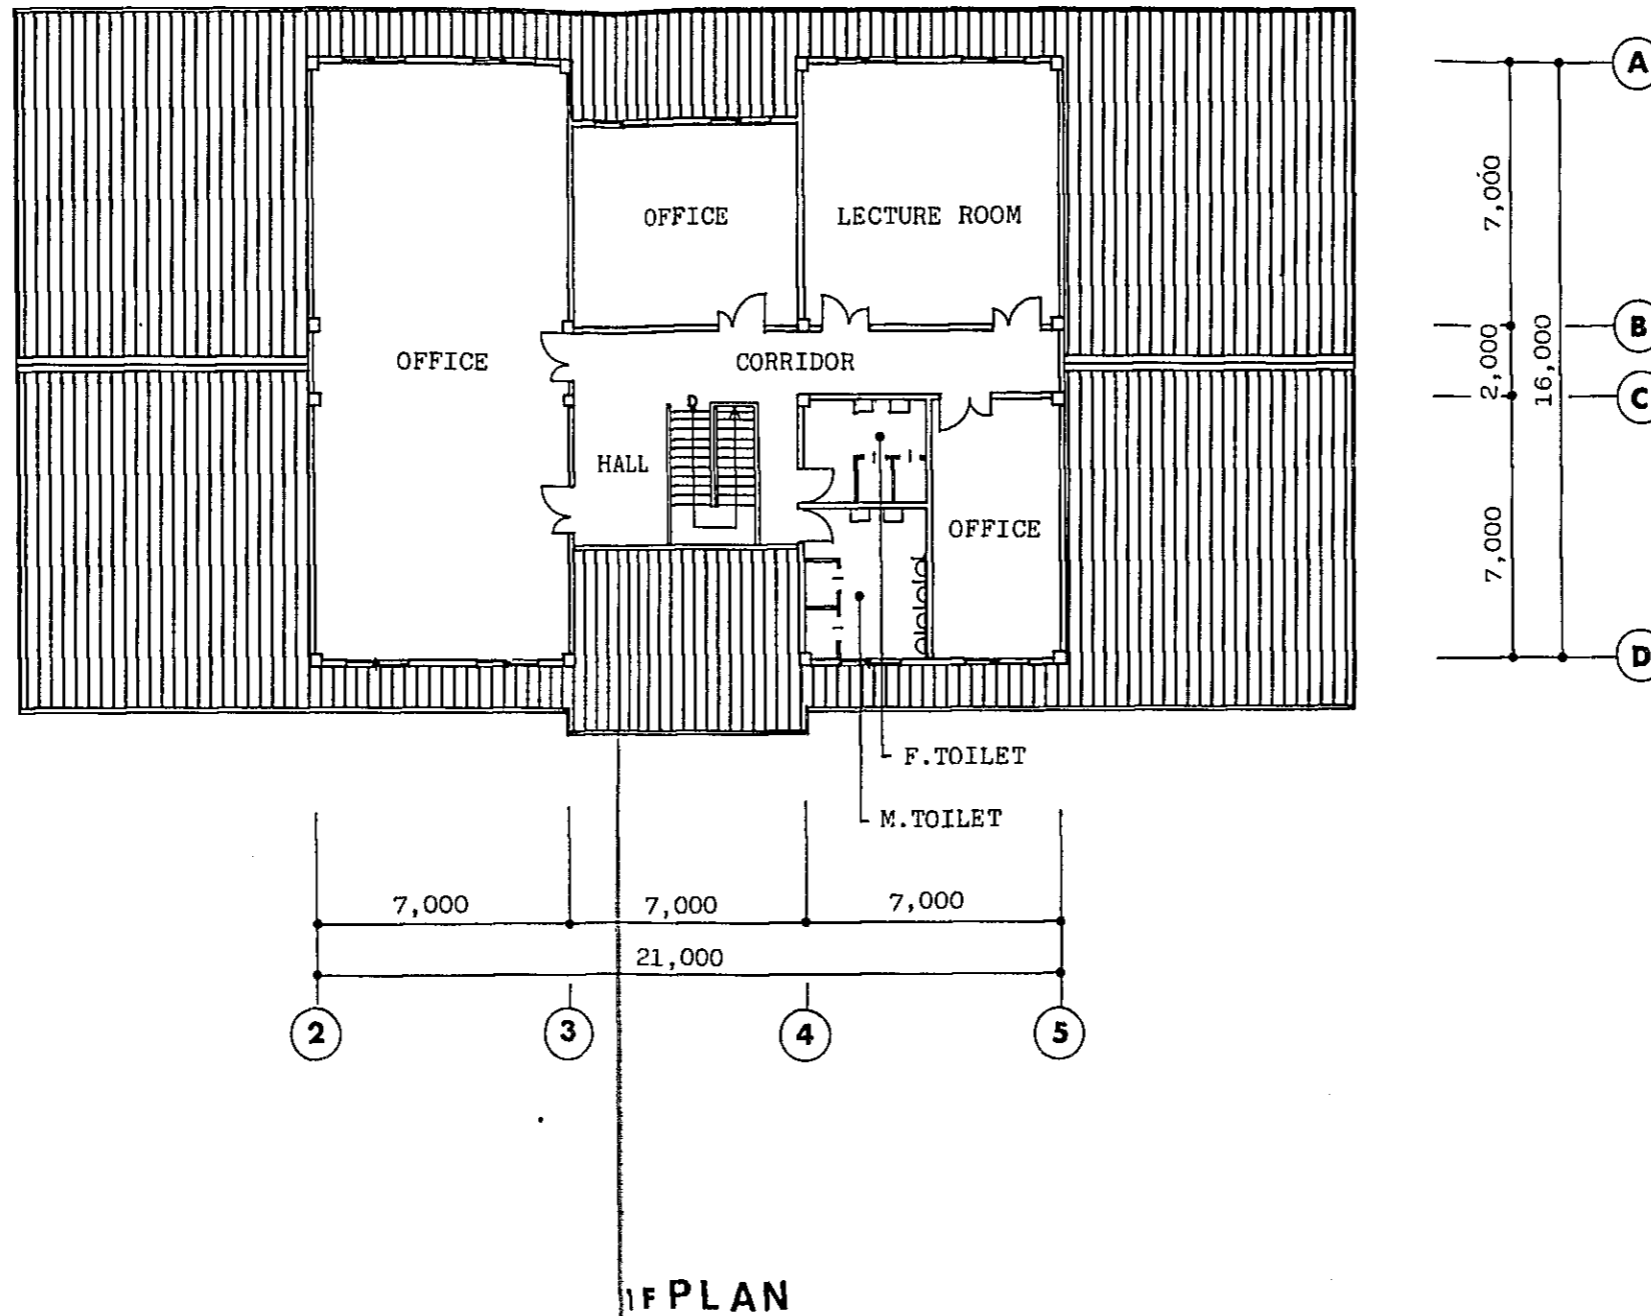 A
7,000
OFFICE
LECTURE ROOM
B
2,000
16,000
OFFICE
CORRIDOR
C
D
HALL
OFFICE
7,000
D
F.TOILET
M.TOILET
7,000
7,000
7,000
21,000
2
3
4
5
1F PLAN